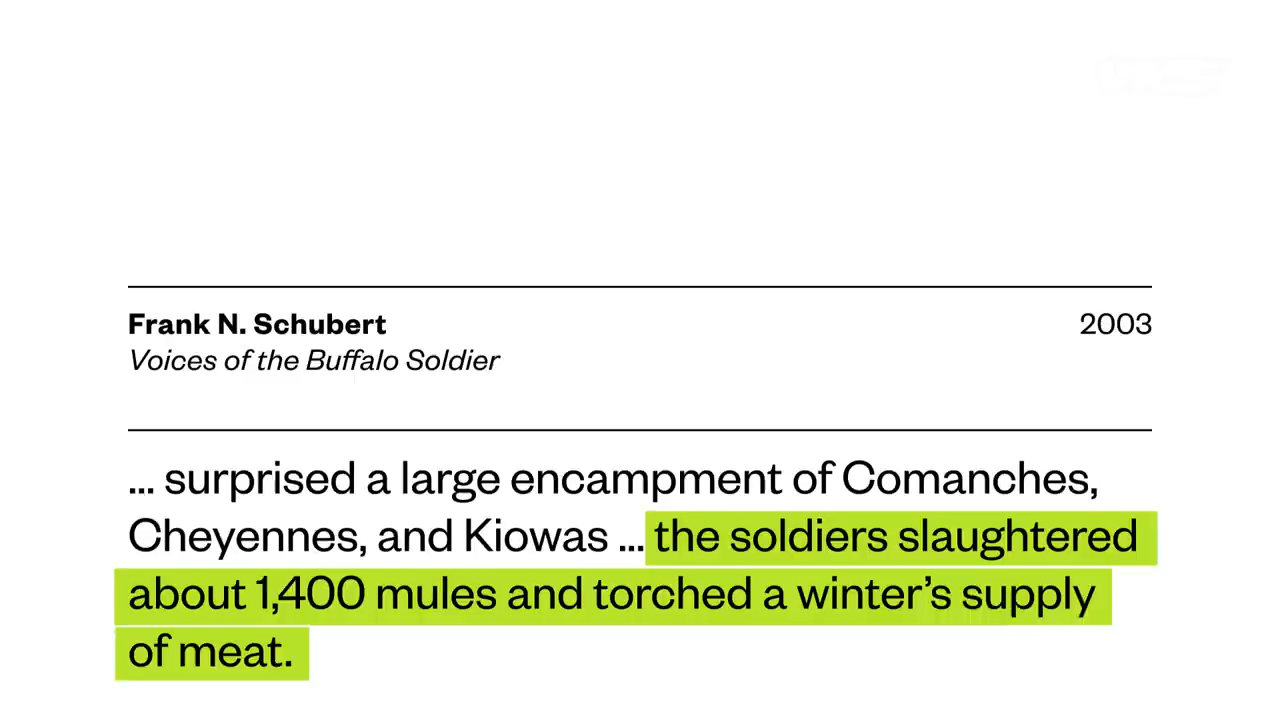 Frank N. Schubert
2003
Voices of the Buffalo Soldier
... surprised a large encampment of Comanches,
Cheyennes, and Kiowas ... the soldiers slaughtered
about 1,400 mules and torched a winter’s supply
of meat.